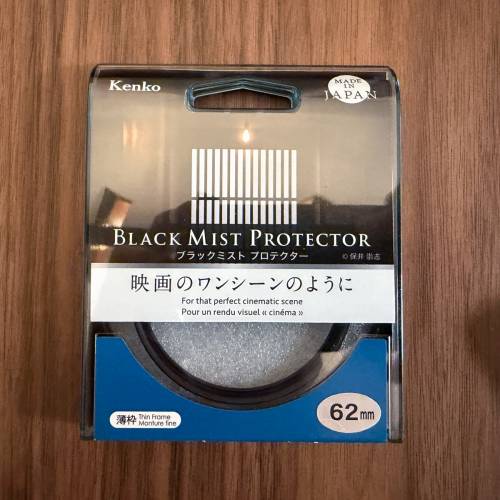 Kenko
MADE
IN
JAPAN
BLACK MIST PROTECTOR
ブラックミスト プロテクター
© 保井 崇志
映画のワンシーンのように
For that perfect cinematic scene
Pour un rendu visuel « cinéma »
薄枠
Thin Frame
Monture fine
62mm